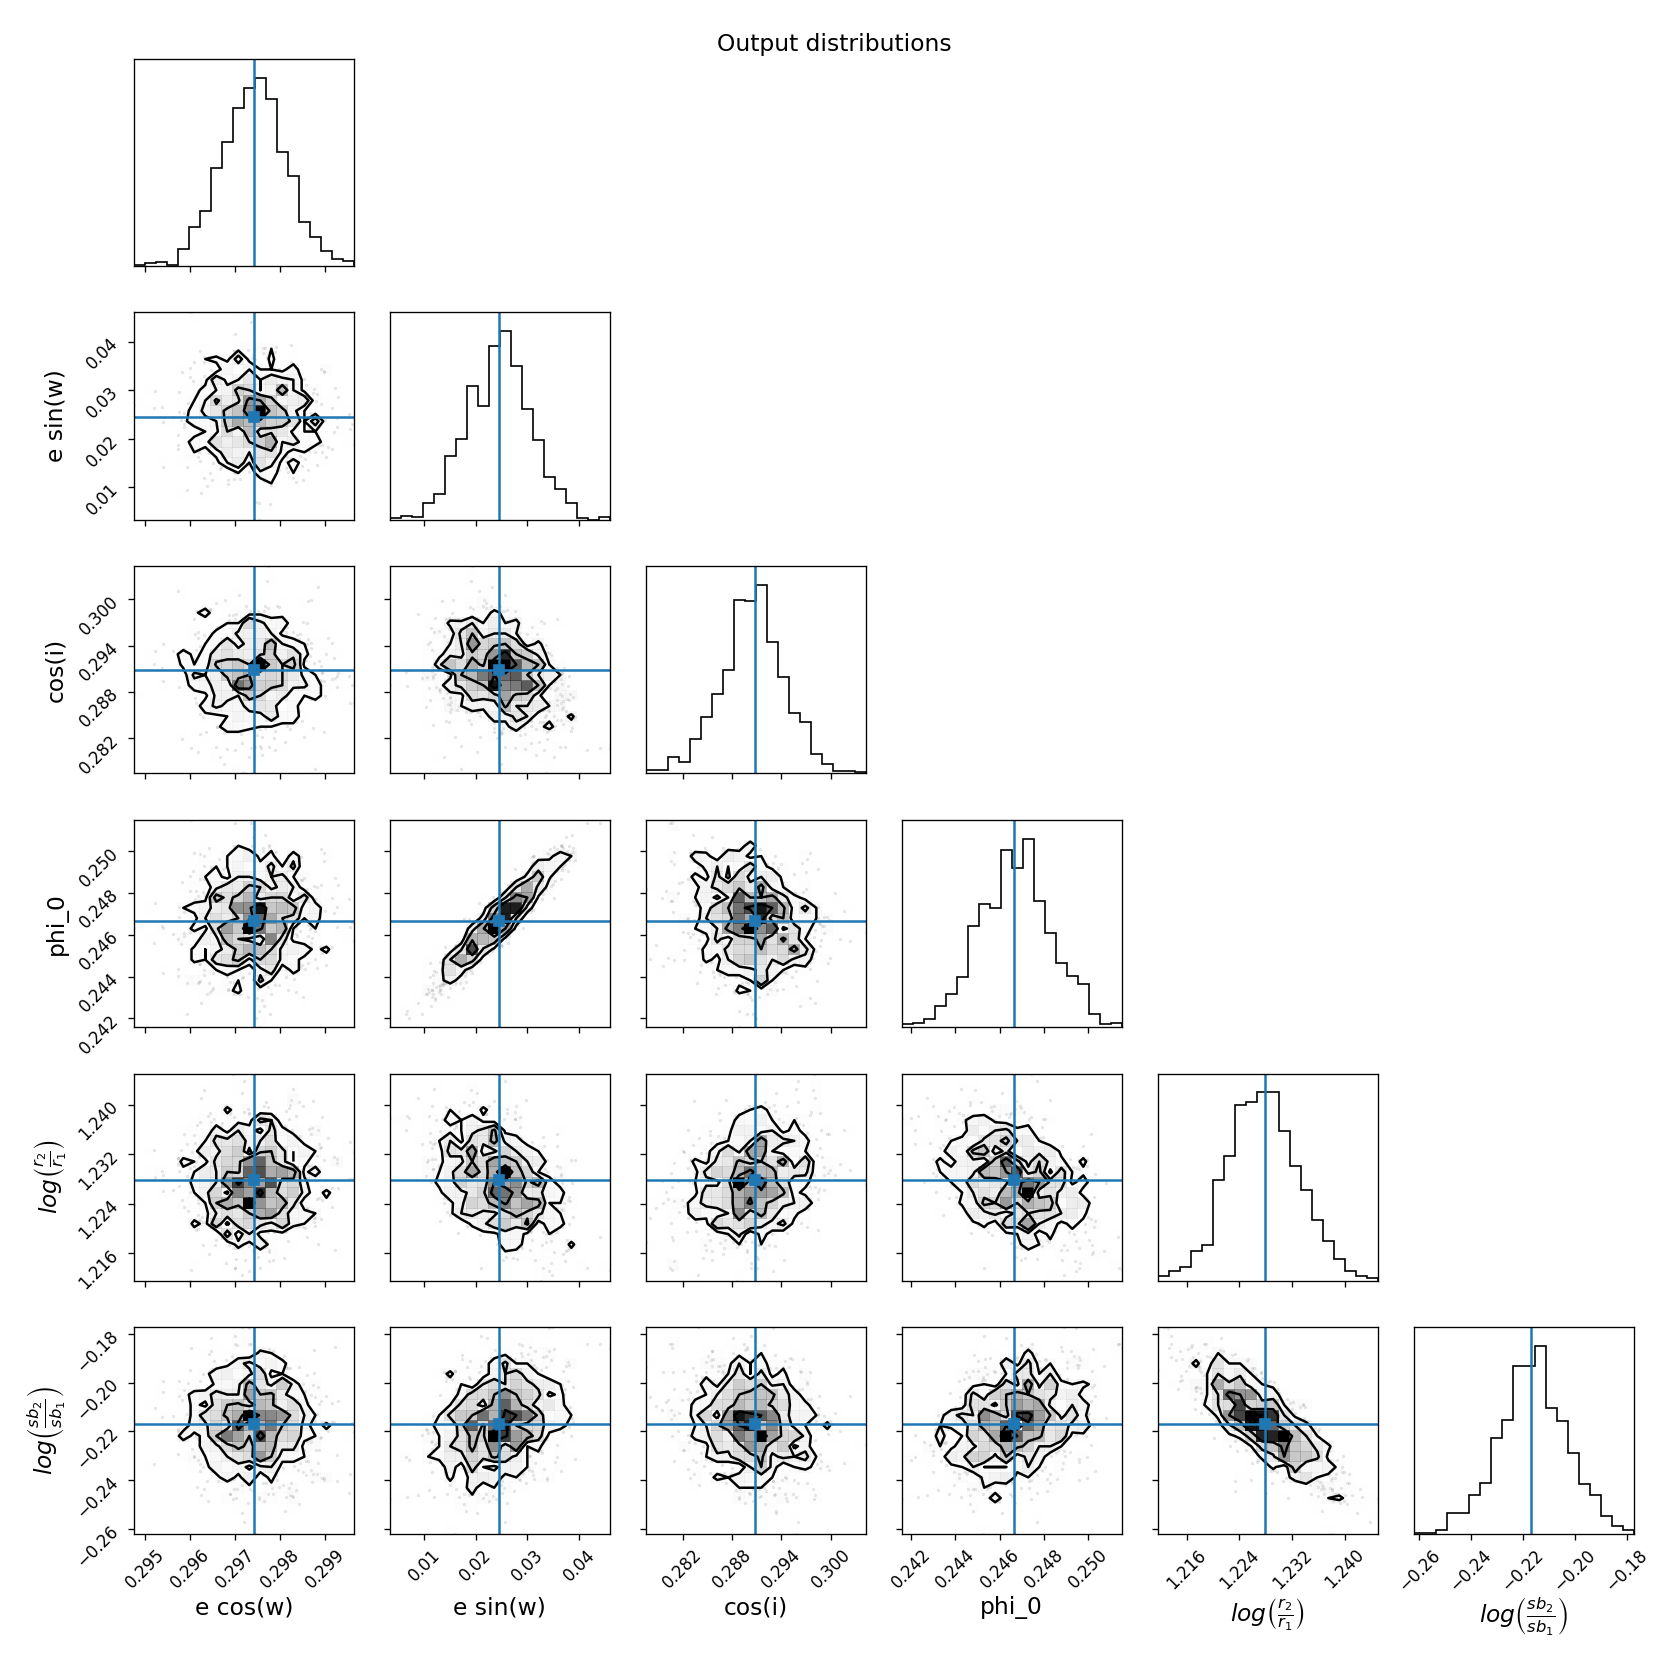 Output distributions
e sin(w)
0.04
0.03
0.02
0.01
cos(i)
0.300
0.294
0.288
0.282
phi_0
0.250
0.248
0.246
0.244
0.242
log(r2/r1)
1.240
1.232
1.224
1.216
log(sb2/sb1)
−0.18
−0.20
−0.22
−0.24
−0.26
0.295 0.296 0.297 0.298 0.299
0.01 0.02 0.03 0.04
0.282 0.288 0.294 0.300
0.242 0.244 0.246 0.248 0.250
1.216 1.224 1.232 1.240
−0.26 −0.24 −0.22 −0.20 −0.18
e cos(w)
e sin(w)
cos(i)
phi_0
log(r2/r1)
log(sb2/sb1)